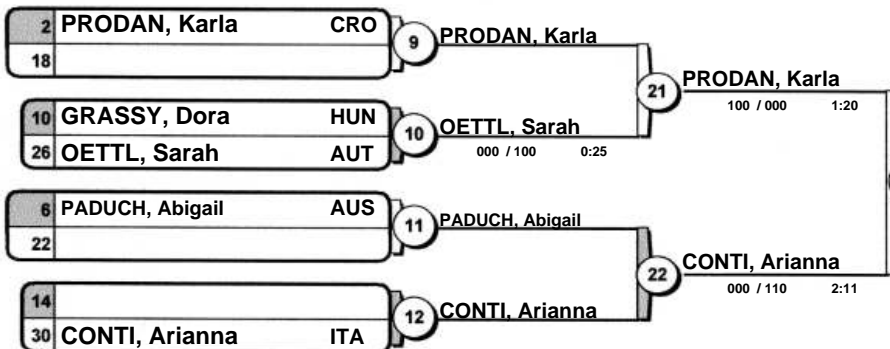 2 PRODAN, Karla CRO
18
9
PRODAN, Karla
10 GRASSY, Dora HUN
26 OETTL, Sarah AUT
10
OETTL, Sarah
000 / 100 0:25
21
PRODAN, Karla
100 / 000 1:20
6 PADUCH, Abigail AUS
22
11
PADUCH, Abigail
14
30 CONTI, Arianna ITA
12
CONTI, Arianna
22
CONTI, Arianna
000 / 110 2:11